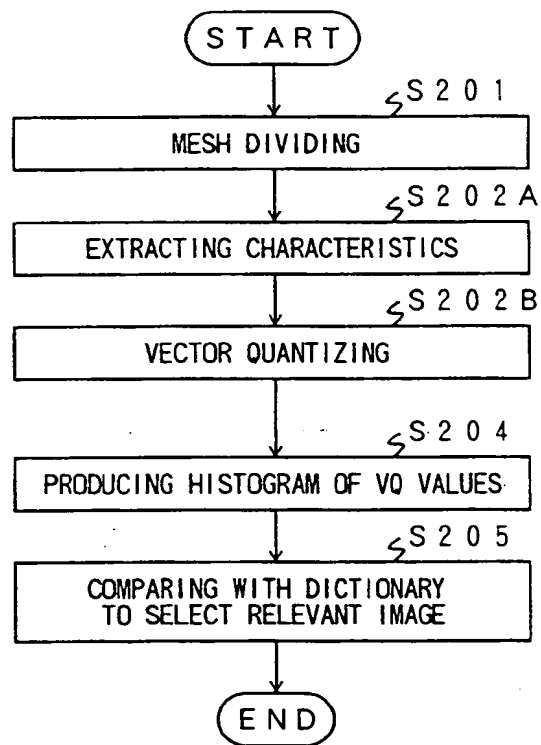 START
S201
MESH DIVIDING
S202A
EXTRACTING CHARACTERISTICS
S202B
VECTOR QUANTIZING
S204
PRODUCING HISTOGRAM OF VQ VALUES
S205
COMPARING WITH DICTIONARY
TO SELECT RELEVANT IMAGE
END